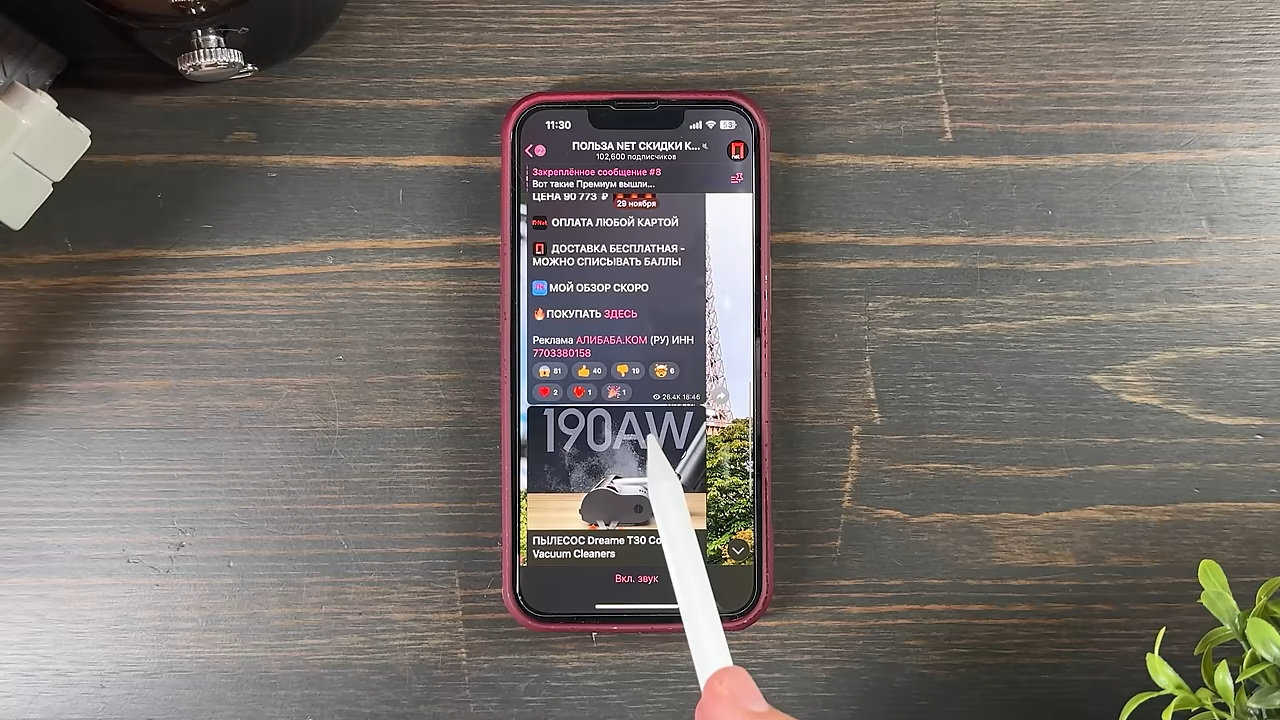 11:30
53
2
ПОЛЬЗА NET СКИДКИ К...
102,600 подписчиков
Закреплённое сообщение #8
Вот такие Премиум вышли...
ЦЕНА 90 773 ₽
29 ноября
ОПЛАТА ЛЮБОЙ КАРТОЙ
ДОСТАВКА БЕСПЛАТНАЯ -
МОЖНО СПИСЫВАТЬ БАЛЛЫ
МОЙ ОБЗОР СКОРО
ПОКУПАТЬ ЗДЕСЬ
Реклама АЛИБАБА.КОМ (РУ) ИНН
7703380158
81 40 19 6
2 1 1
26.4K 18:46
190AW
ПЫЛЕСОС Dreame T30
Vacuum Cleaners
Вкл. звук